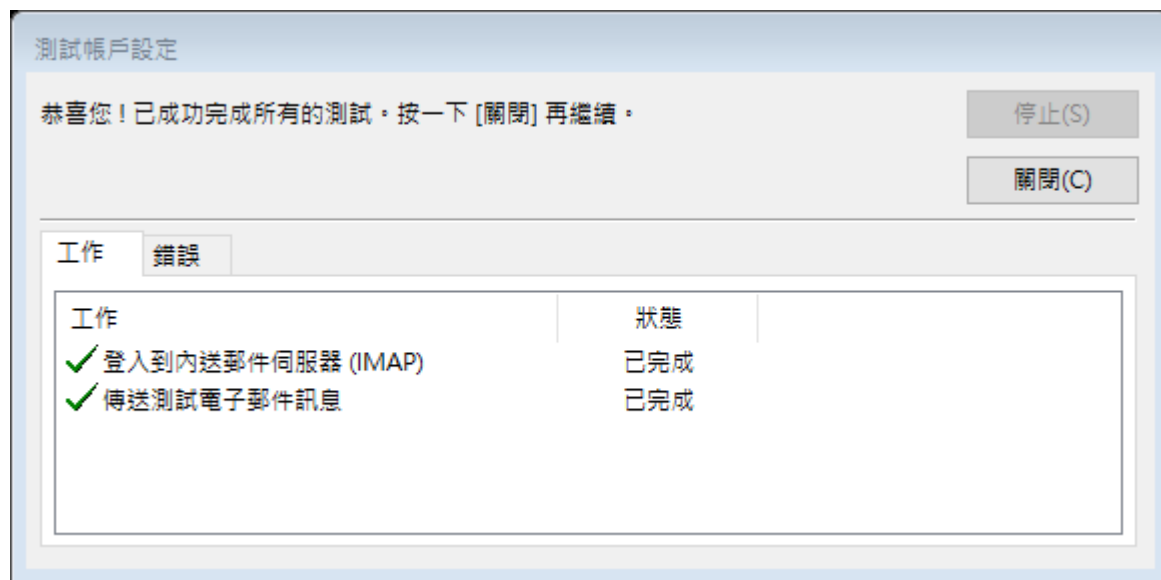 測試帳戶設定
恭喜您！已成功完成所有的測試。按一下 [關閉] 再繼續。
停止(S)
關閉(C)
工作 錯誤
工作 狀態
登入到內送郵件伺服器 (IMAP) 已完成
傳送測試電子郵件訊息 已完成